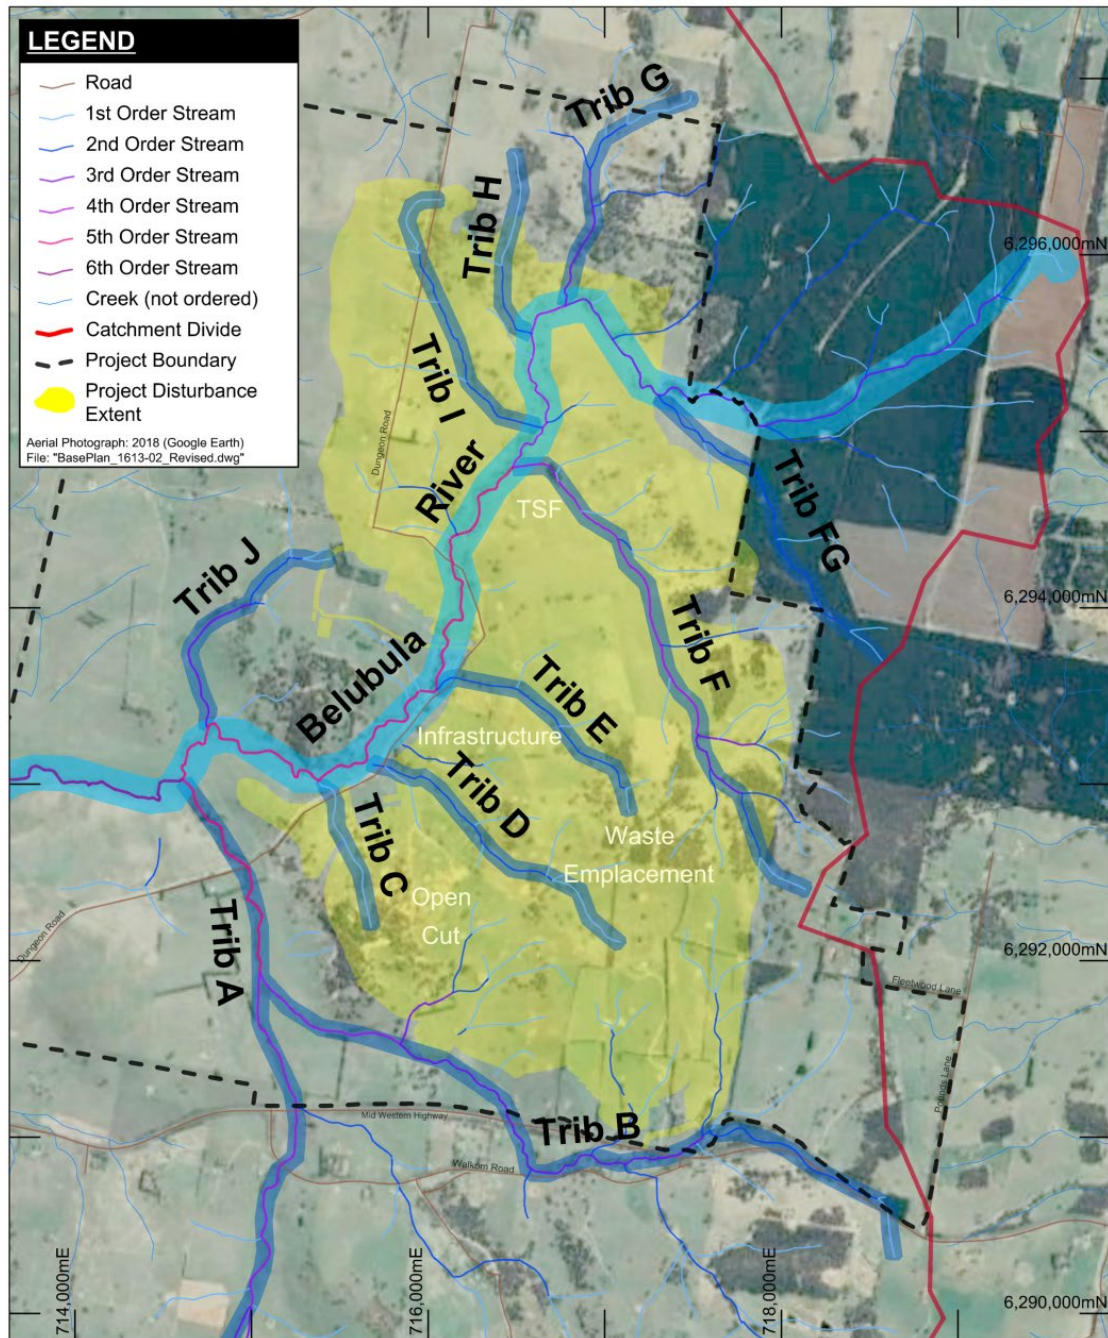 LEGEND
Road
1st Order Stream
2nd Order Stream
3rd Order Stream
4th Order Stream
5th Order Stream
6th Order Stream
Creek (not ordered)
Catchment Divide
Project Boundary
Project Disturbance
Extent
Aerial Photograph: 2018 (Google Earth)
File: "BasePlan_1613-02_Revised.dwg"
Trib G
Trib H
6,296,000mN
Trib I
Dungeon Road
River
TSF
Trib FG
Trib J
6,294,000mN
Trib F
Belubula
Trib E
Infrastructure
Trib D
Trib C
Waste
Emplacement
Open
Cut
Trib A
Dungeon Road
6,292,000mN
Fleetwood Lane
Pounds Lane
Mid Western Highway
Trib B
Walkom Road
714,000mE
716,000mE
718,000mE
6,290,000mN